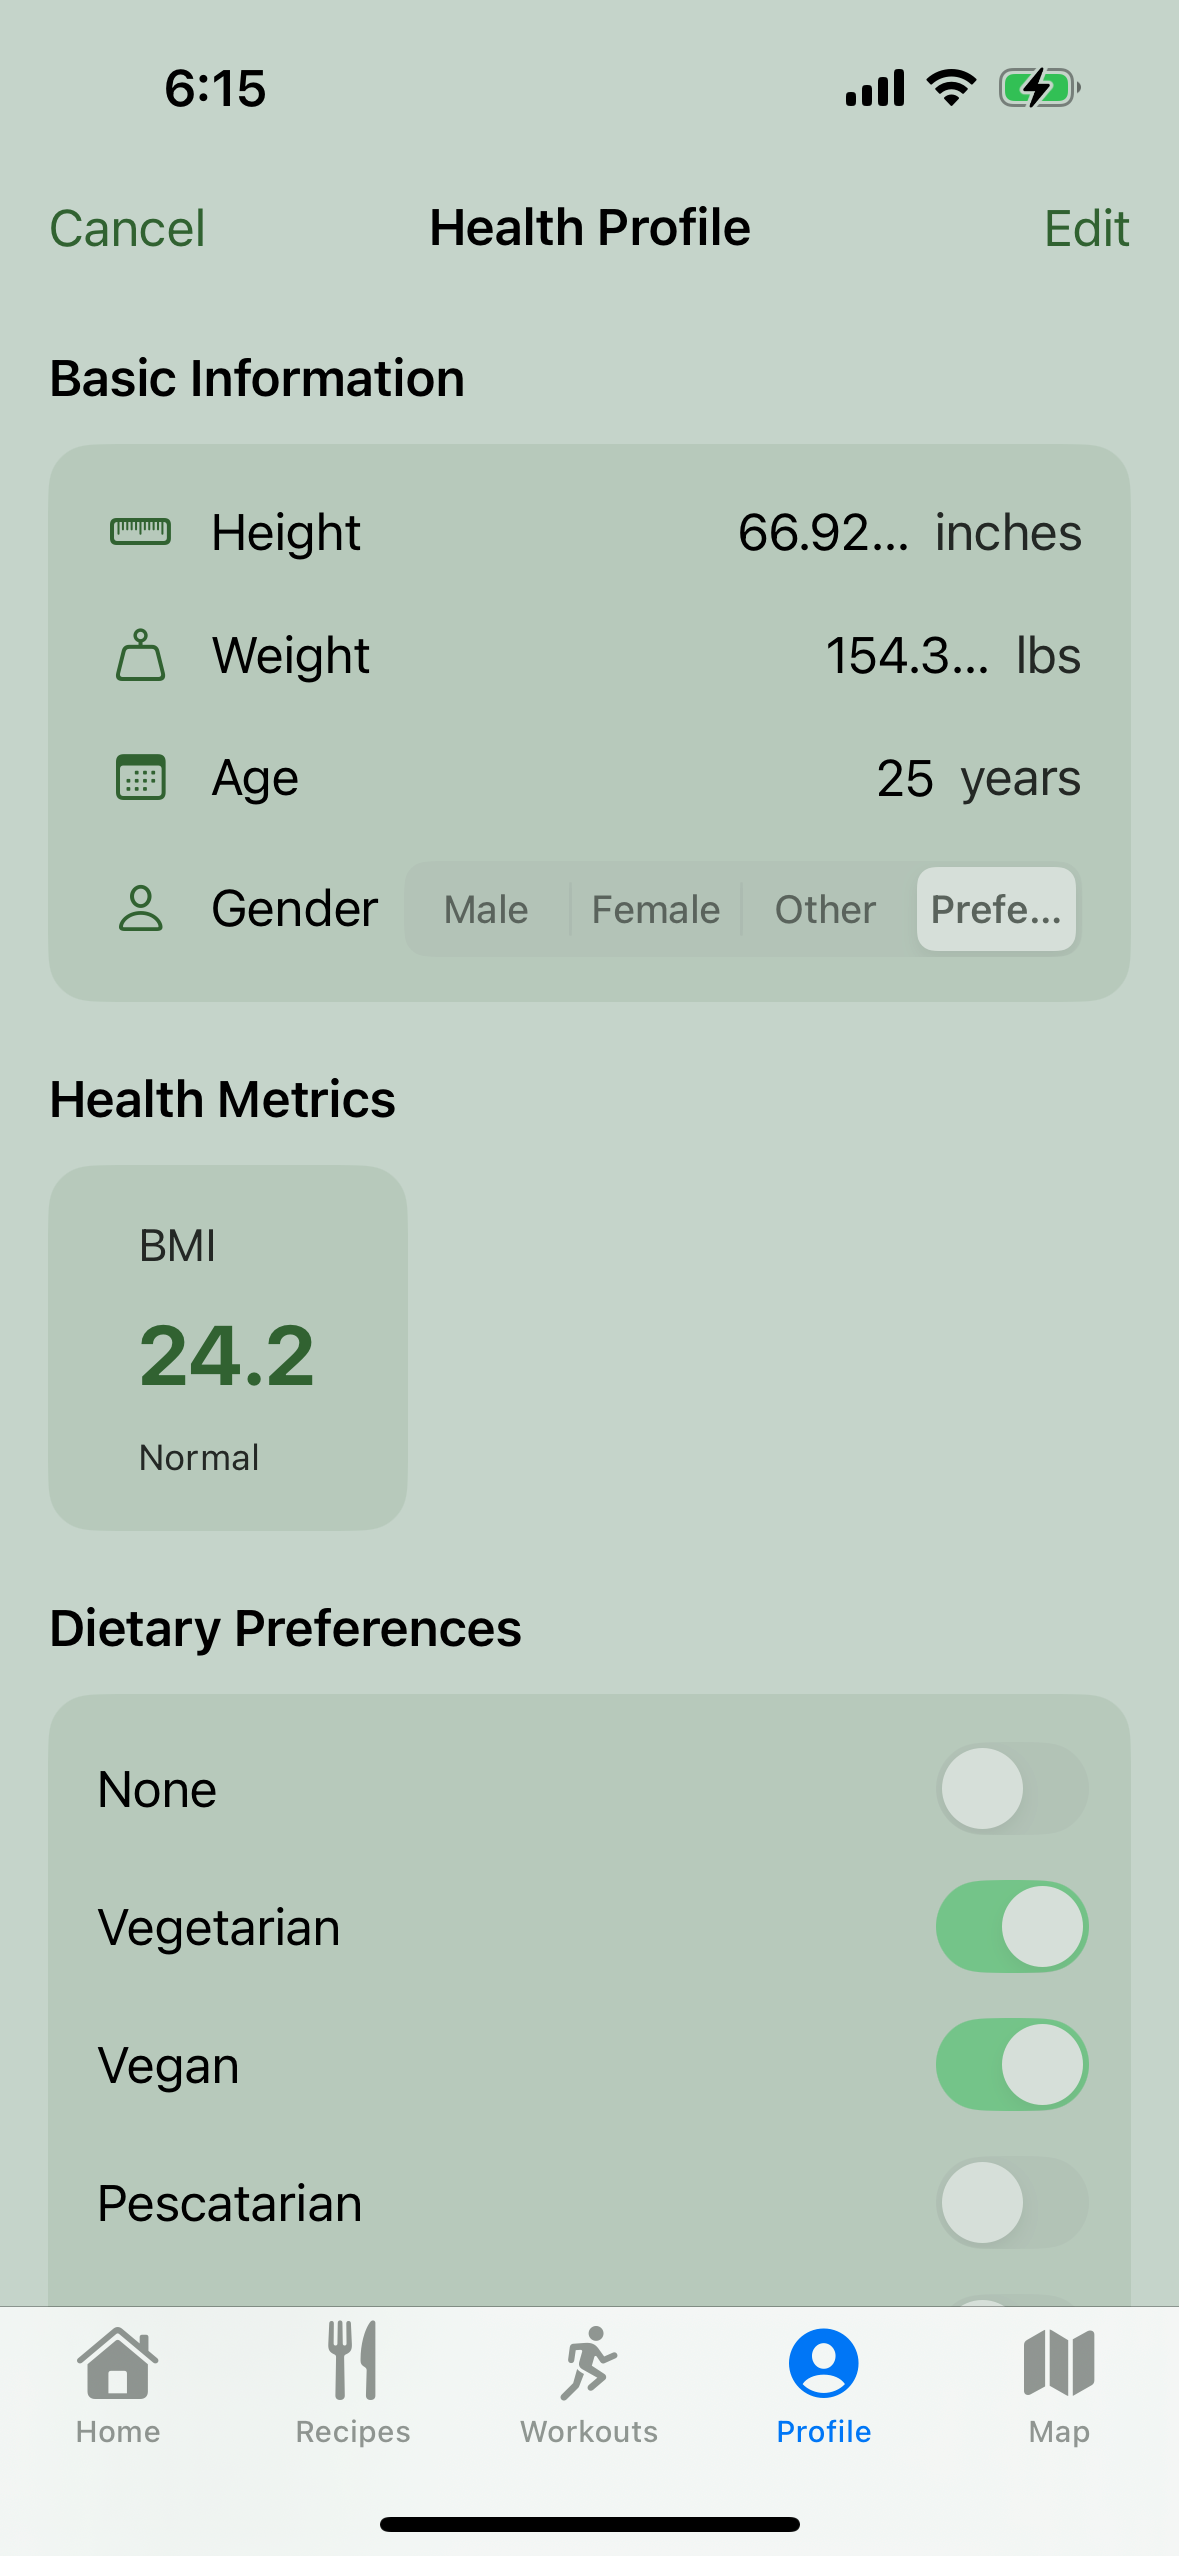 6:15
Cancel Health Profile Edit
Basic Information
Height 66.92... inches
Weight 154.3... lbs
Age 25 years
Gender Male Female Other Prefe...
Health Metrics
BMI
24.2
Normal
Dietary Preferences
None
Vegetarian
Vegan
Pescatarian
Home Recipes Workouts Profile Map